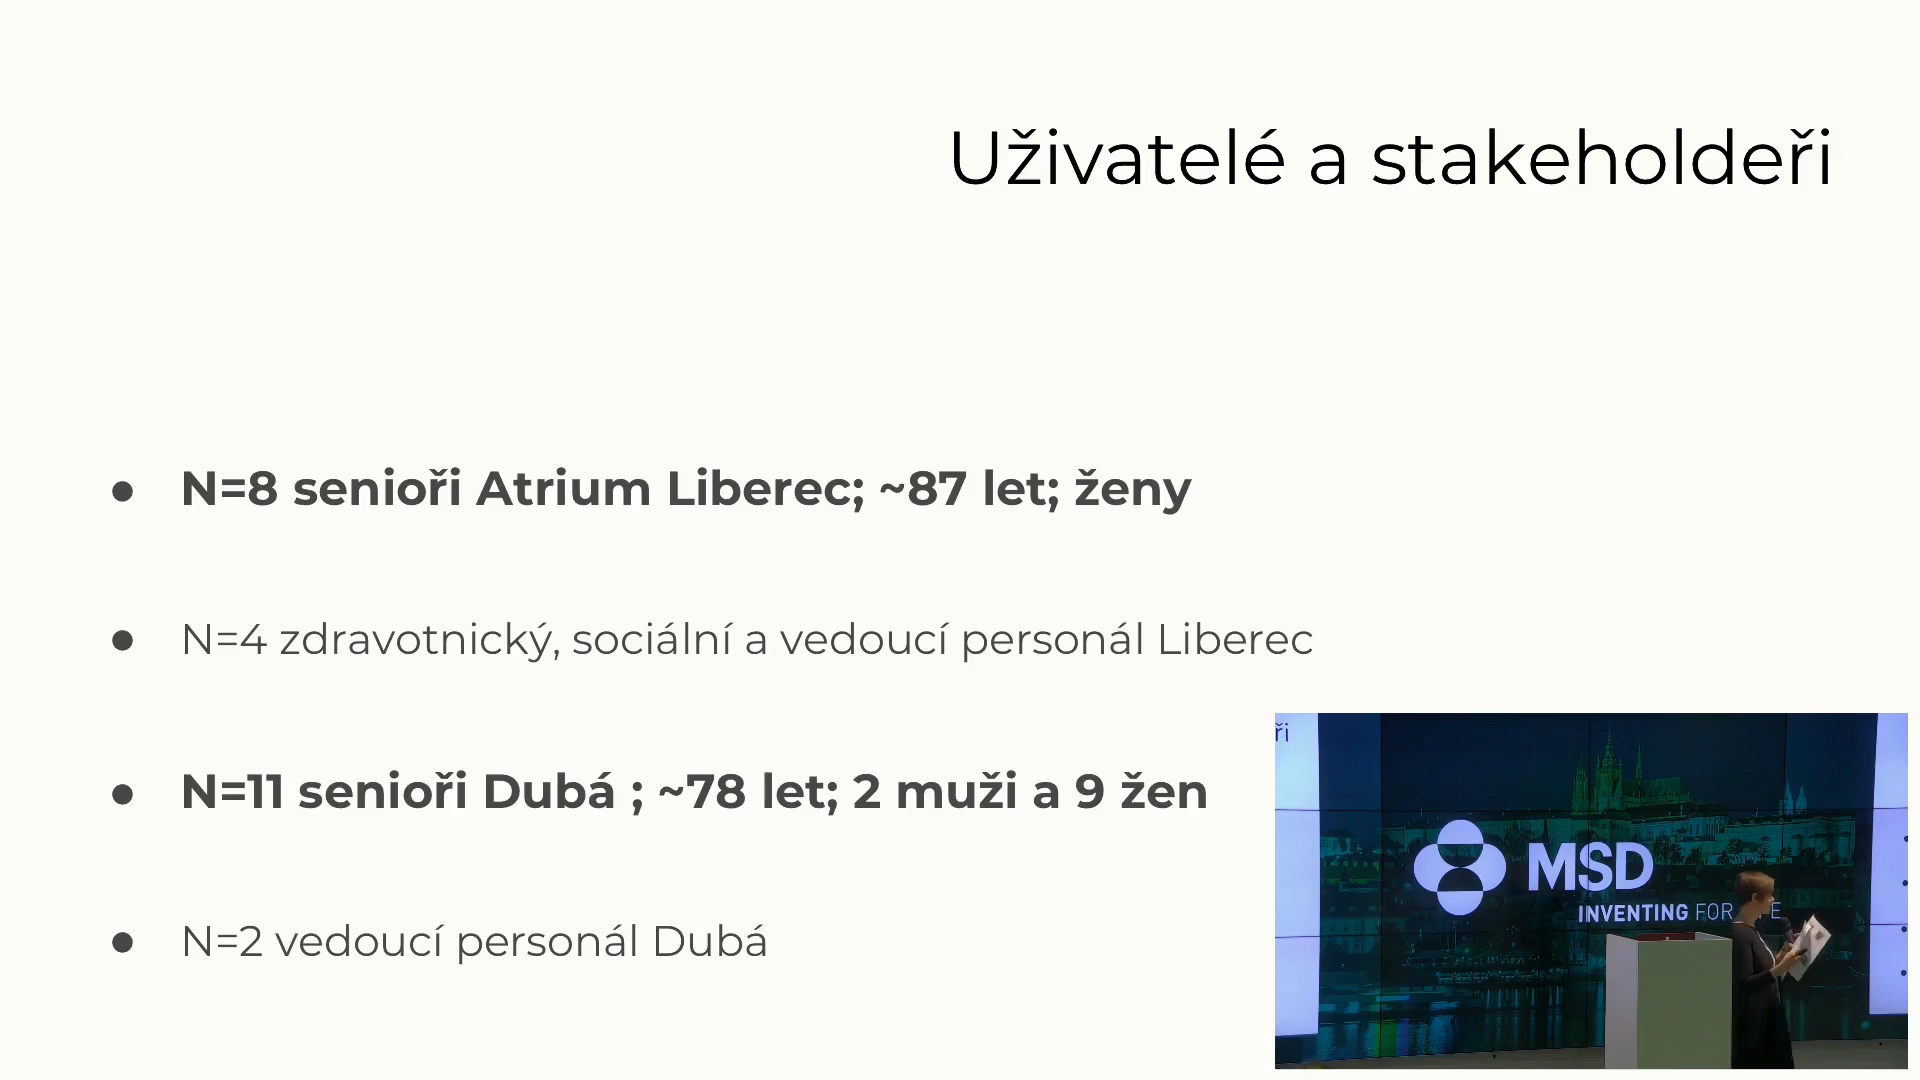 Uživatelé a stakeholdeři
● N=8 senioři Atrium Liberec; ~87 let; ženy
● N=4 zdravotnický, sociální a vedoucí personál Liberec
● N=11 senioři Dubá ; ~78 let; 2 muži a 9 žen
● N=2 vedoucí personál Dubá
ři
MSD
INVENTING FOR